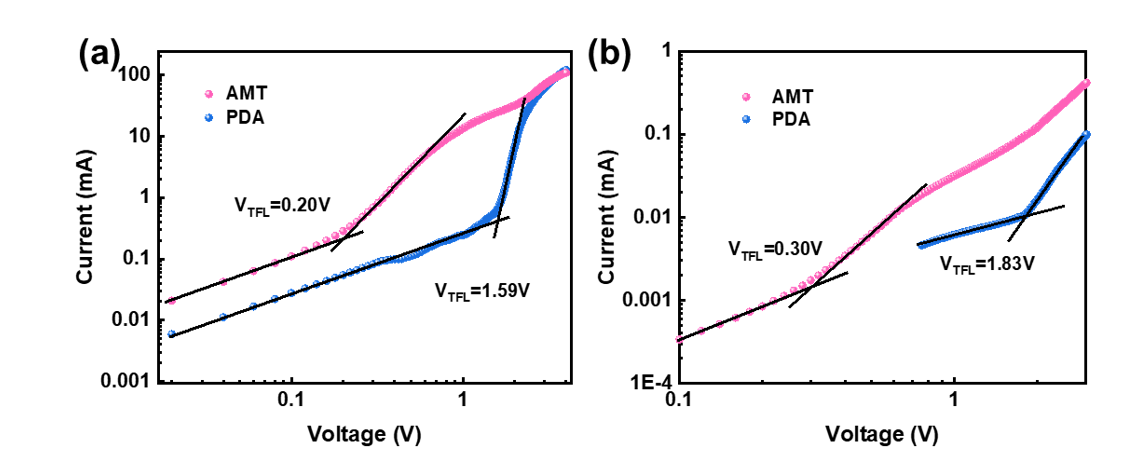 (a)
AMT
PDA
V_TFL=0.20V
V_TFL=1.59V
100
10
1
0.1
0.01
0.001
0.1
1
Current (mA)
Voltage (V)
(b)
AMT
PDA
V_TFL=0.30V
V_TFL=1.83V
1
0.1
0.01
0.001
1E-4
0.1
1
Current (mA)
Voltage (V)